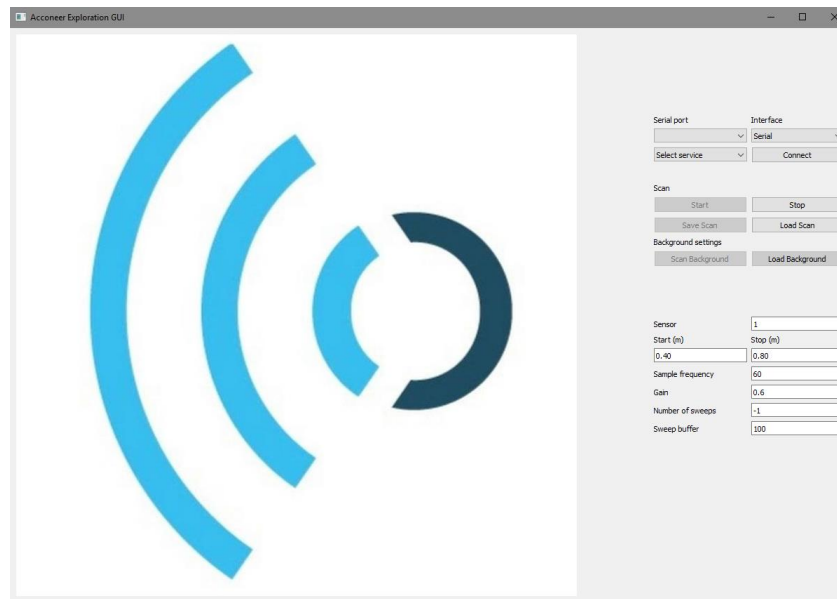 Acconeer Exploration GUI
Serial port Interface
Serial
Select service Connect
Scan
Start Stop
Save Scan Load Scan
Background settings
Scan Background Load Background
Sensor 1
Start (m) Stop (m)
0.40 0.80
Sample frequency 60
Gain 0.6
Number of sweeps -1
Sweep buffer 100